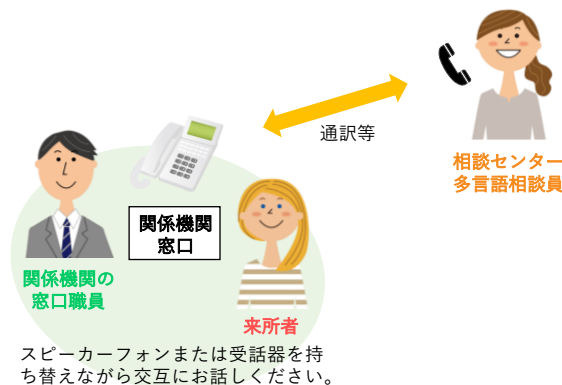 通訳等
相談センター
多言語相談員
関係機関
窓口
関係機関の
窓口職員
来所者
スピーカーフォンまたは受話器を持
ち替えながら交互にお話しください。